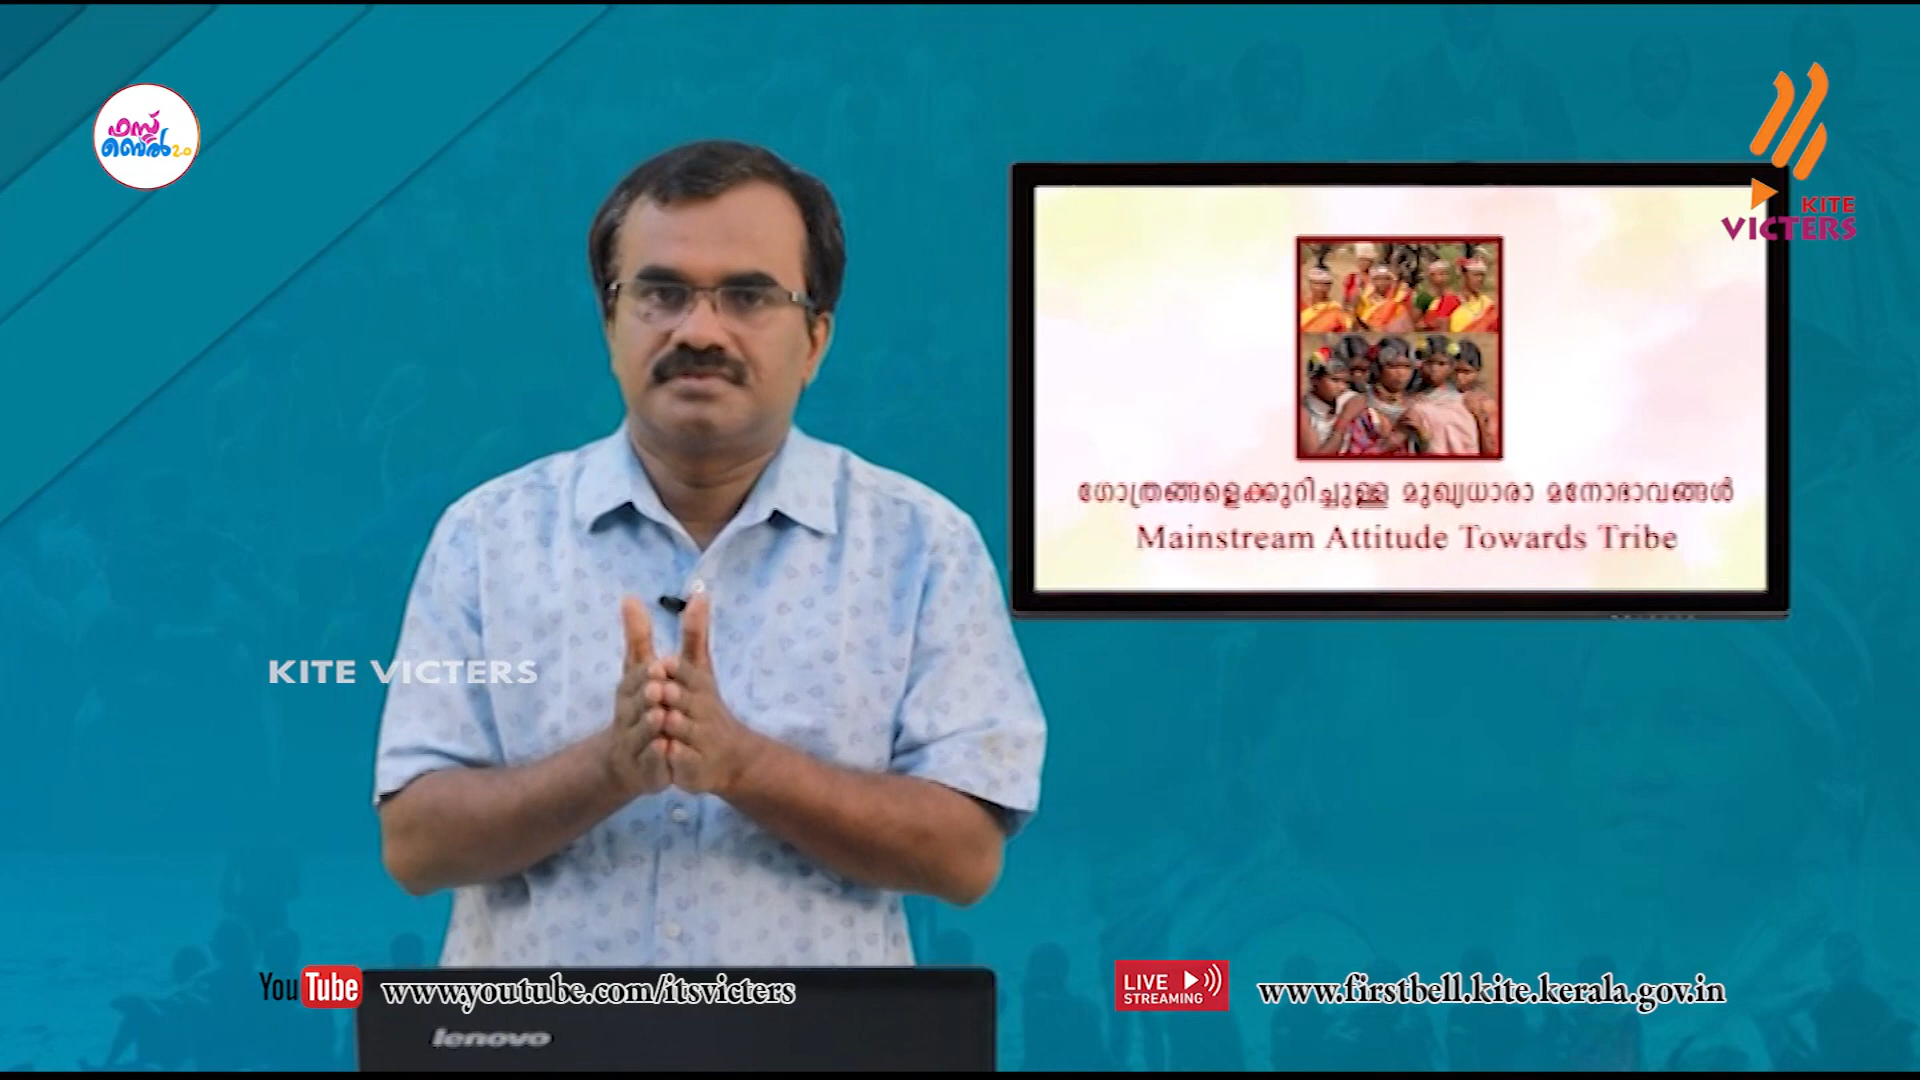 ഫസ്റ്റ്
ബെൽ 2.0
KITE
VICTERS
ഗോത്രങ്ങളെക്കുറിച്ചുള്ള മുഖ്യധാരാ മനോഭാവങ്ങൾ
Mainstream Attitude Towards Tribe
KITE VICTERS
YouTube www.youtube.com/itsvicters
LIVE STREAMING www.firstbell.kite.kerala.gov.in
lenovo